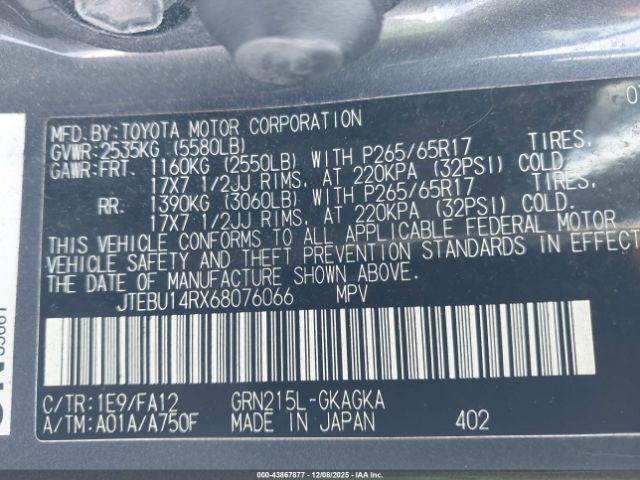 MFD.BY:TOYOTA MOTOR CORPORATION
GVWR:2535KG (5580LB)
GAWR:FRT. 1160KG (2550LB) WITH P265/65R17 TIRES,
17X7 1/2JJ RIMS, AT 220KPA (32PSI) COLD.
RR. 1390KG (3060LB) WITH P265/65R17 TIRES,
17X7 1/2JJ RIMS, AT 220KPA (32PSI) COLD.
THIS VEHICLE CONFORMS TO ALL APPLICABLE FEDERAL MOTOR
VEHICLE SAFETY AND THEFT PREVENTION STANDARDS IN EFFECT
THE DATE OF MANUFACTURE SHOWN ABOVE.
JTEBU14RX68076066 MPV
C/TR:1E9/FA12 GRN215L-GKAGKA
A/TM:A01A/A750F MADE IN JAPAN 402
000-43867877 - 12/08/2025 - COPYRIGHT IAA, INC.